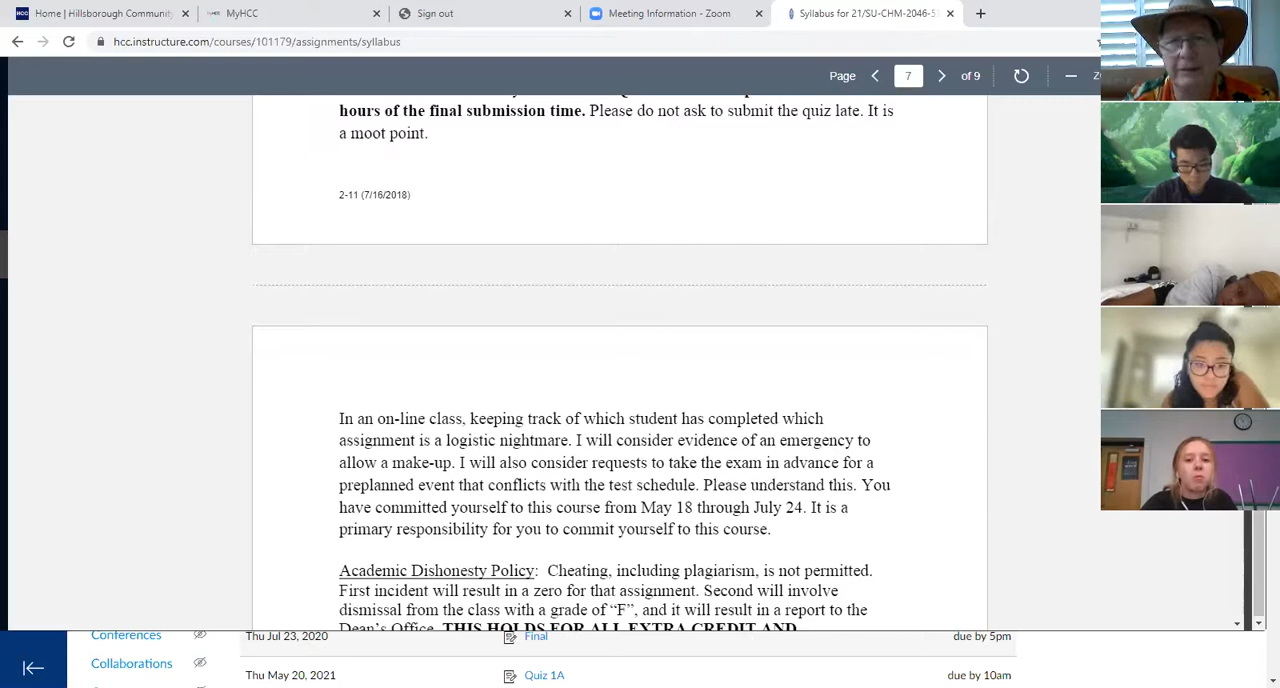 Home | Hillsborough Community
MyHCC
Sign out
Meeting Information - Zoom
Syllabus for 21/SU-CHM-2046-5
hcc.instructure.com/courses/101179/assignments/syllabus
Page 7 of 9
hours of the final submission time. Please do not ask to submit the quiz late. It is
a moot point.
2-11 (7/16/2018)
In an on-line class, keeping track of which student has completed which
assignment is a logistic nightmare. I will consider evidence of an emergency to
allow a make-up. I will also consider requests to take the exam in advance for a
preplanned event that conflicts with the test schedule. Please understand this. You
have committed yourself to this course from May 18 through July 24. It is a
primary responsibility for you to commit yourself to this course.
Academic Dishonesty Policy: Cheating, including plagiarism, is not permitted.
First incident will result in a zero for that assignment. Second will involve
dismissal from the class with a grade of “F”, and it will result in a report to the
Dean’s Office. THIS HOLDS FOR ALL EXTRA CREDIT AND
Conferences
Thu Jul 23, 2020 Final due by 5pm
Collaborations
Thu May 20, 2021 Quiz 1A due by 10am